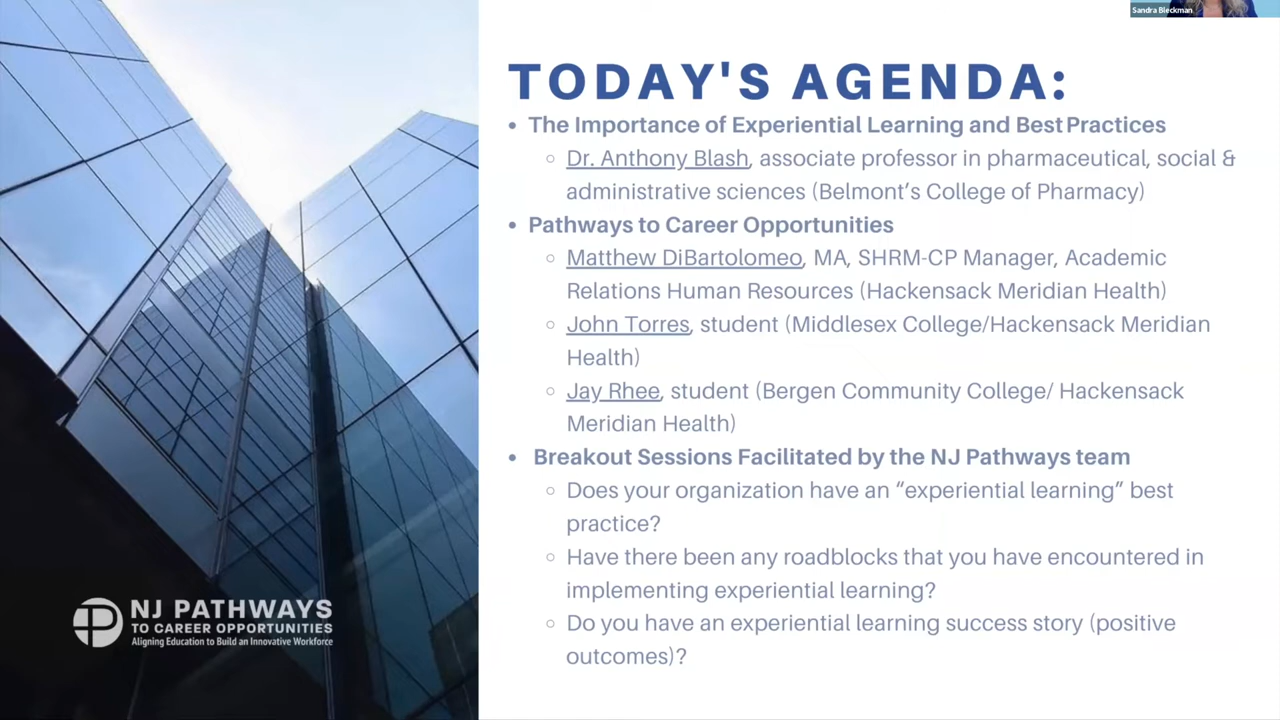 Sandra Bleckman
TODAY'S AGENDA:
• The Importance of Experiential Learning and Best Practices
◦ Dr. Anthony Blash, associate professor in pharmaceutical, social &
administrative sciences (Belmont's College of Pharmacy)
• Pathways to Career Opportunities
◦ Matthew DiBartolomeo, MA, SHRM-CP Manager, Academic
Relations Human Resources (Hackensack Meridian Health)
◦ John Torres, student (Middlesex College/Hackensack Meridian
Health)
◦ Jay Rhee, student (Bergen Community College/ Hackensack
Meridian Health)
• Breakout Sessions Facilitated by the NJ Pathways team
◦ Does your organization have an “experiential learning” best
practice?
◦ Have there been any roadblocks that you have encountered in
implementing experiential learning?
◦ Do you have an experiential learning success story (positive
outcomes)?
NJ PATHWAYS
TO CAREER OPPORTUNITIES
Aligning Education to Build an Innovative Workforce